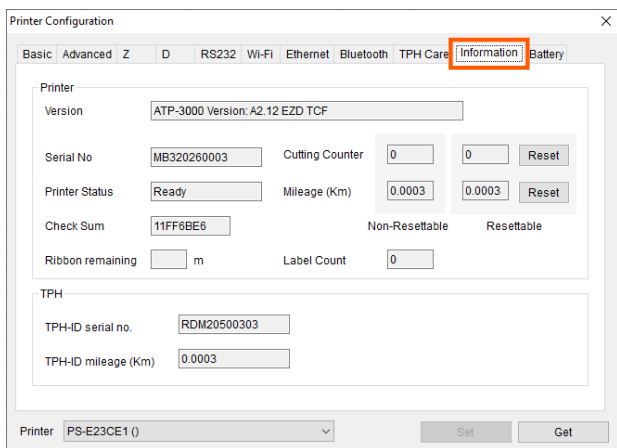 Printer Configuration
Basic Advanced Z D RS232 Wi-Fi Ethernet Bluetooth TPH Care Information Battery
Printer
Version ATP-3000 Version: A2.12 EZD TCF
Serial No MB320260003 Cutting Counter 0 0 Reset
Printer Status Ready Mileage (Km) 0.0003 0.0003 Reset
Check Sum 11FF6BE6 Non-Resettable Resettable
Ribbon remaining m Label Count 0
TPH
TPH-ID serial no. RDM20500303
TPH-ID mileage (Km) 0.0003
Printer PS-E23CE1 () Set Get